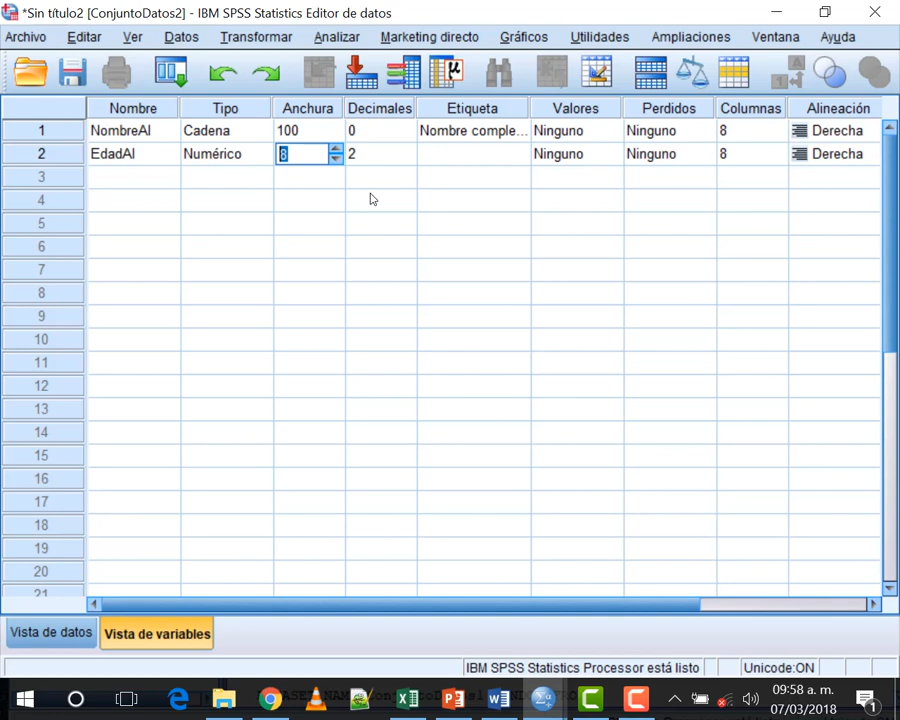 *Sin título2 [ConjuntoDatos2] - IBM SPSS Statistics Editor de datos
Archivo Editar Ver Datos Transformar Analizar Marketing directo Gráficos Utilidades Ampliaciones Ventana Ayuda
Nombre Tipo Anchura Decimales Etiqueta Valores Perdidos Columnas Alineación
1 NombreAl Cadena 100 0 Nombre comple... Ninguno Ninguno 8 Derecha
2 EdadAl Numérico 8 2 Ninguno Ninguno 8 Derecha
3
4
5
6
7
8
9
10
11
12
13
14
15
16
17
18
19
20
21
Vista de datos Vista de variables
IBM SPSS Statistics Processor está listo Unicode:ON
09:58 a. m.
07/03/2018
1